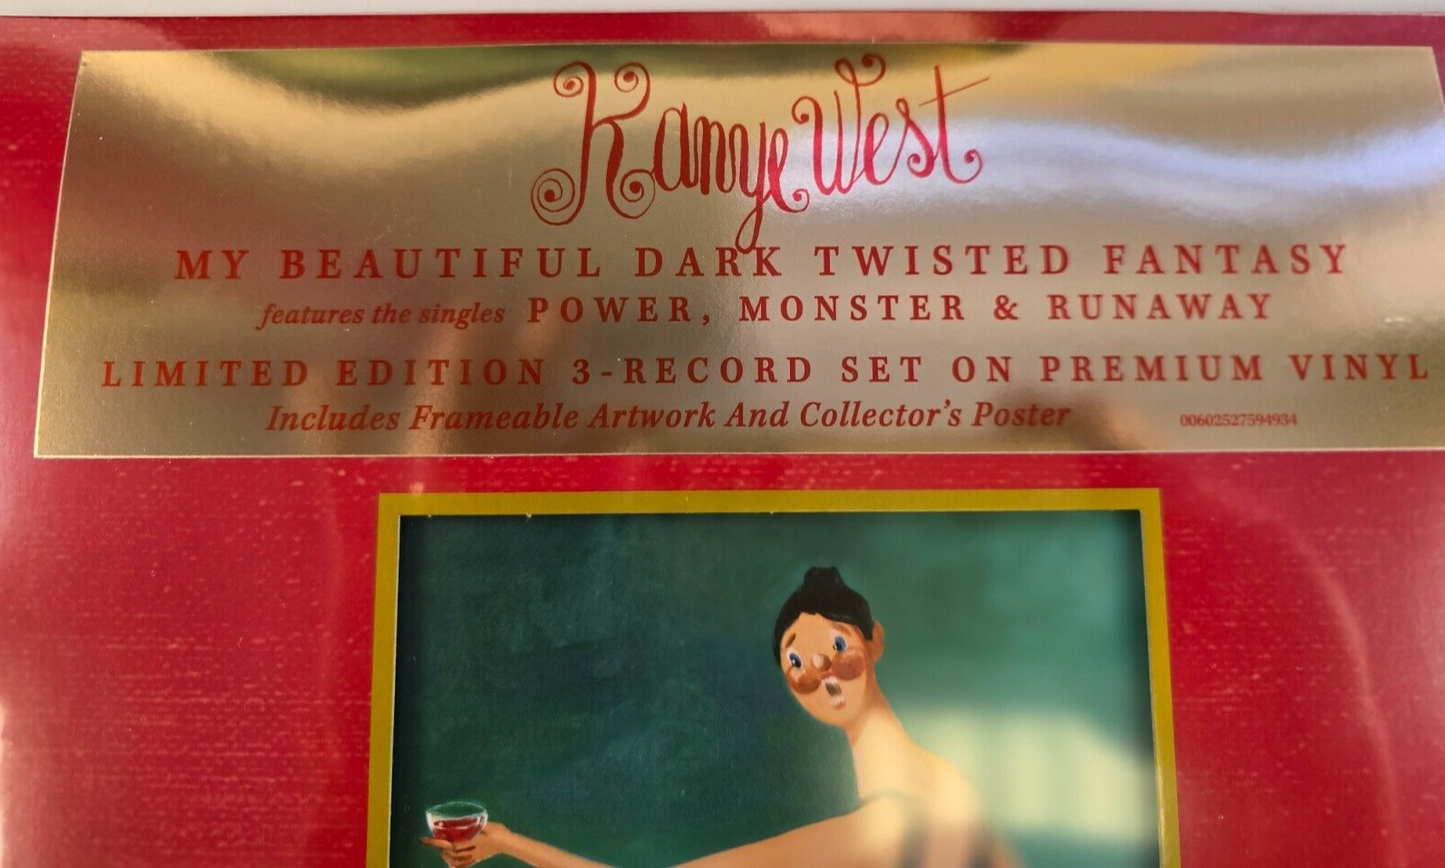 Kanye West
MY BEAUTIFUL DARK TWISTED FANTASY
features the singles POWER, MONSTER & RUNAWAY
LIMITED EDITION 3-RECORD SET ON PREMIUM VINYL
Includes Frameable Artwork And Collector's Poster
00602527594934